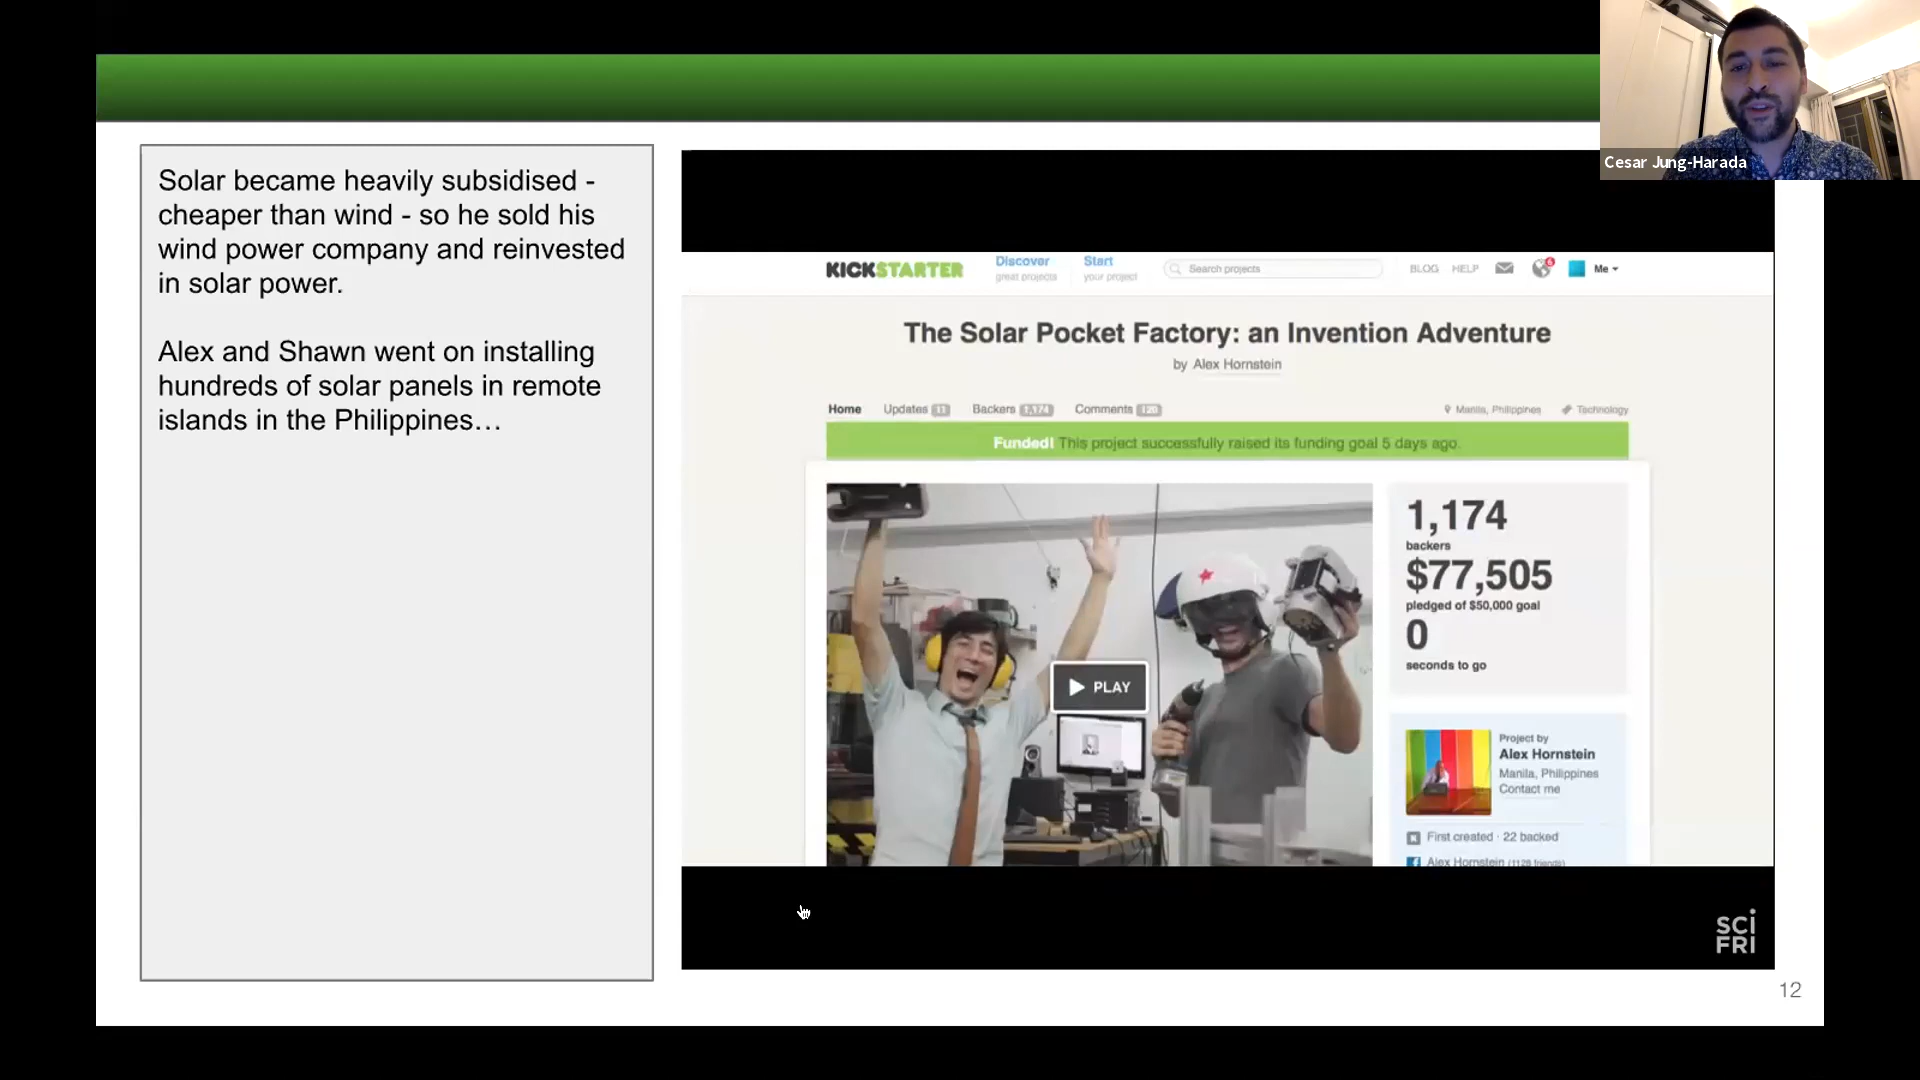 Cesar Jung-Harada
Solar became heavily subsidised -
cheaper than wind - so he sold his
wind power company and reinvested
in solar power.
Alex and Shawn went on installing
hundreds of solar panels in remote
islands in the Philippines…
KICKSTARTER
Discover
great projects
Start
your project
Search projects
BLOG HELP 6 Me
The Solar Pocket Factory: an Invention Adventure
by Alex Hornstein
Home Updates 11 Backers 1,174 Comments 120 Manila, Philippines Technology
Funded! This project successfully raised its funding goal 5 days ago.
PLAY
1,174
backers
$77,505
pledged of $50,000 goal
0
seconds to go
Project by
Alex Hornstein
Manila, Philippines
Contact me
First created · 22 backed
Alex Hornstein (1128 friends)
SCI
FRI
12